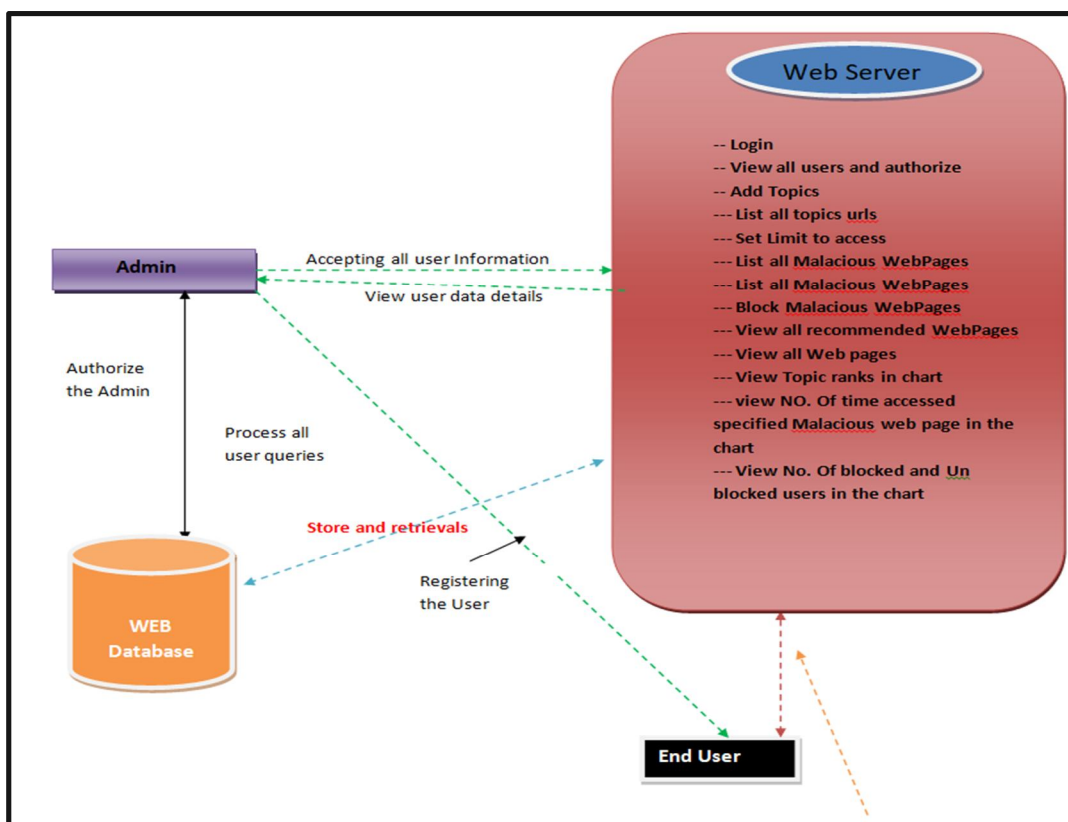 Web Server
-- Login
-- View all users and authorize
-- Add Topics
--- List all topics urls
--- Set Limit to access
--- List all Malacious WebPages
--- List all Malacious WebPages
--- Block Malacious WebPages
--- View all recommended WebPages
--- View all Web pages
--- View Topic ranks in chart
--- view NO. Of time accessed
specified Malacious web page in the
chart
--- View No. Of blocked and Un
blocked users in the chart
Admin
Accepting all user Information
View user data details
Authorize
the Admin
Process all
user queries
Store and retrievals
Registering
the User
WEB
Database
End User